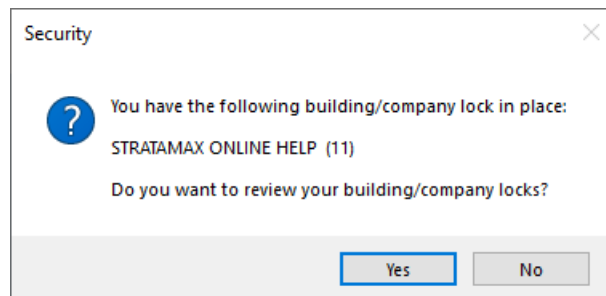 Security
You have the following building/company lock in place:
STRATAMAX ONLINE HELP (11)
Do you want to review your building/company locks?
Yes
No